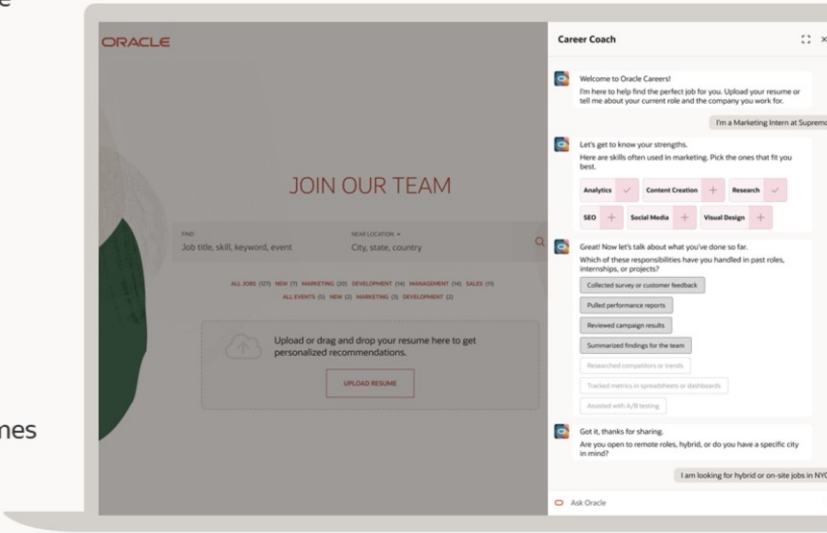 ORACLE
JOIN OUR TEAM
FIND
Job title, skill, keyword, event
NEAR LOCATION
City, state, country
ALL JOBS (127) NEW (7) MARKETING (20) DEVELOPMENT (14) MANAGEMENT (14) SALES (11)
ALL EVENTS (5) NEW (2) MARKETING (3) DEVELOPMENT (2)
Upload or drag and drop your resume here to get
personalized recommendations.
UPLOAD RESUME
Career Coach
Welcome to Oracle Careers!
I'm here to help find the perfect job for you. Upload your resume or
tell me about your current role and the company you work for.
I'm a Marketing Intern at Supremo
Let's get to know your strengths.
Here are skills often used in marketing. Pick the ones that fit you
best.
Analytics Content Creation Research
SEO Social Media Visual Design
Great! Now let's talk about what you've done so far.
Which of these responsibilities have you handled in past roles,
internships, or projects?
Collected survey or customer feedback
Pulled performance reports
Reviewed campaign results
Summarized findings for the team
Researched competitors or trends
Tracked metrics in spreadsheets or dashboards
Assisted with A/B testing
Got it, thanks for sharing.
Are you open to remote roles, hybrid, or do you have a specific city
in mind?
I am looking for hybrid or on-site jobs in NYC
Ask Oracle